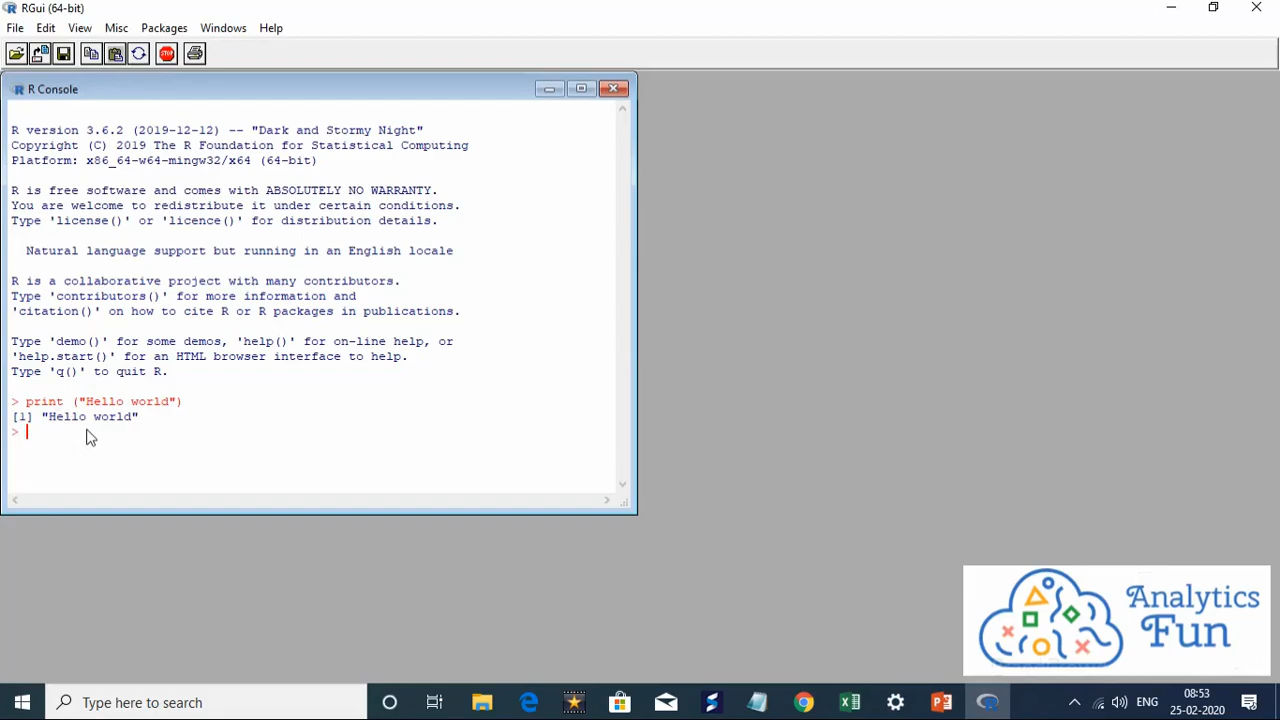 RGui (64-bit)
File Edit View Misc Packages Windows Help
STOP
R Console
R version 3.6.2 (2019-12-12) -- "Dark and Stormy Night"
Copyright (C) 2019 The R Foundation for Statistical Computing
Platform: x86_64-w64-mingw32/x64 (64-bit)
R is free software and comes with ABSOLUTELY NO WARRANTY.
You are welcome to redistribute it under certain conditions.
Type 'license()' or 'licence()' for distribution details.
Natural language support but running in an English locale
R is a collaborative project with many contributors.
Type 'contributors()' for more information and
'citation()' on how to cite R or R packages in publications.
Type 'demo()' for some demos, 'help()' for on-line help, or
'help.start()' for an HTML browser interface to help.
Type 'q()' to quit R.
> print ("Hello world")
[1] "Hello world"
>
Analytics
Fun
Type here to search
ENG
08:53
25-02-2020